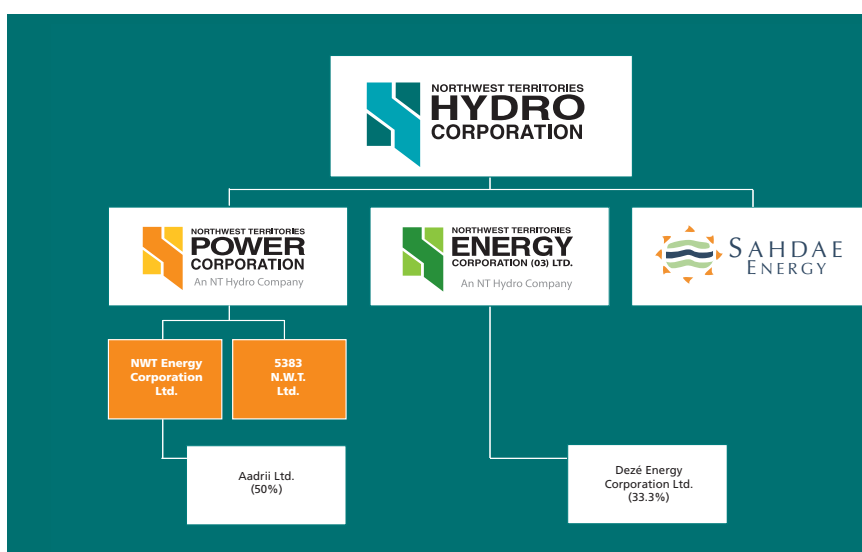 NORTHWEST TERRITORIES
HYDRO
CORPORATION
NORTHWEST TERRITORIES
POWER
CORPORATION
An NT Hydro Company
NORTHWEST TERRITORIES
ENERGY
CORPORATION (03) LTD.
An NT Hydro Company
SAHDAE
ENERGY
NWT Energy
Corporation
Ltd.
5383
N.W.T.
Ltd.
Aadrii Ltd.
(50%)
Dezé Energy
Corporation Ltd.
(33.3%)